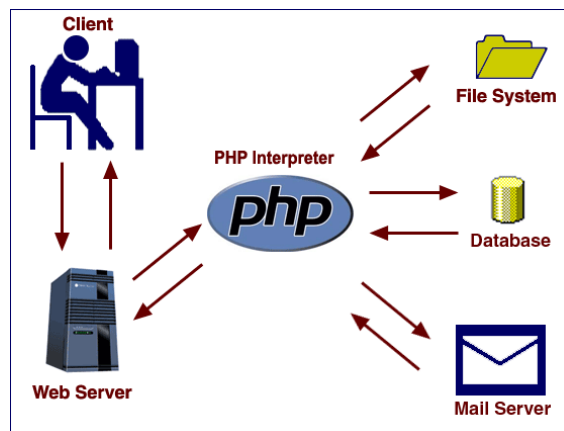 Client
File System
PHP Interpreter
php
Database
Web Server
Mail Server